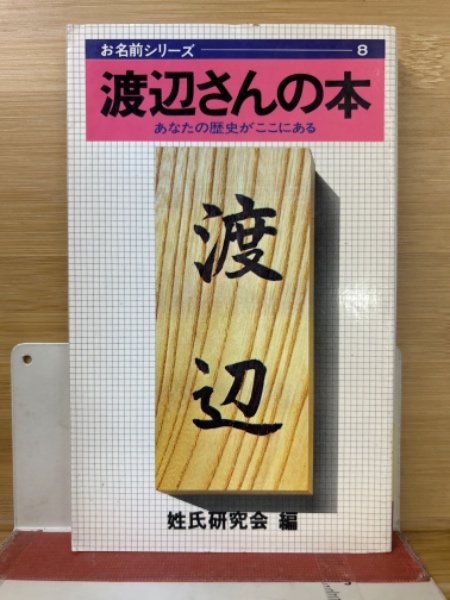 お名前シリーズ 8
渡辺さんの本
あなたの歴史がここにある
渡辺
姓氏研究会 編